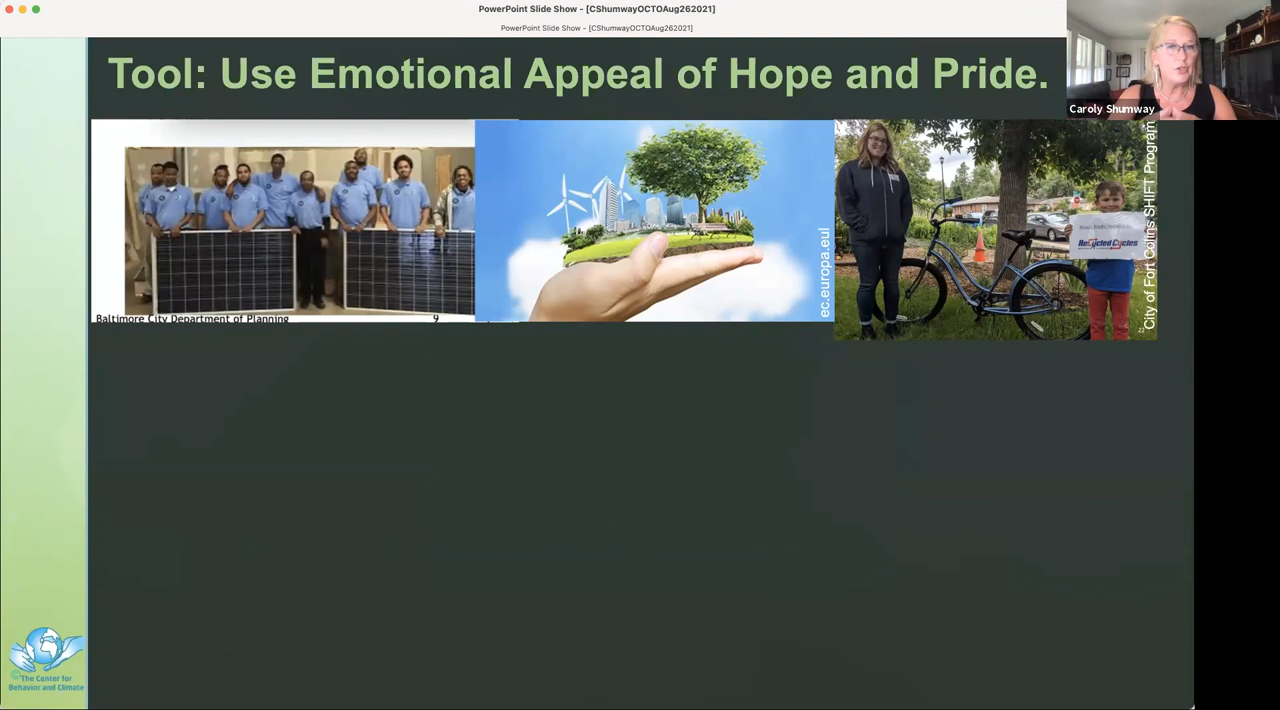 PowerPoint Slide Show - [CShumwayOCTOAug262021]
PowerPoint Slide Show - [CShumwayOCTOAug262021]
Tool: Use Emotional Appeal of Hope and Pride.
Caroly Shumway
Baltimore City Department of Planning
9
ec.europa.eul
ReCycled Cycles
City of Fort Collins SHIFT Program
22
©The Center for
Behavior and Climate